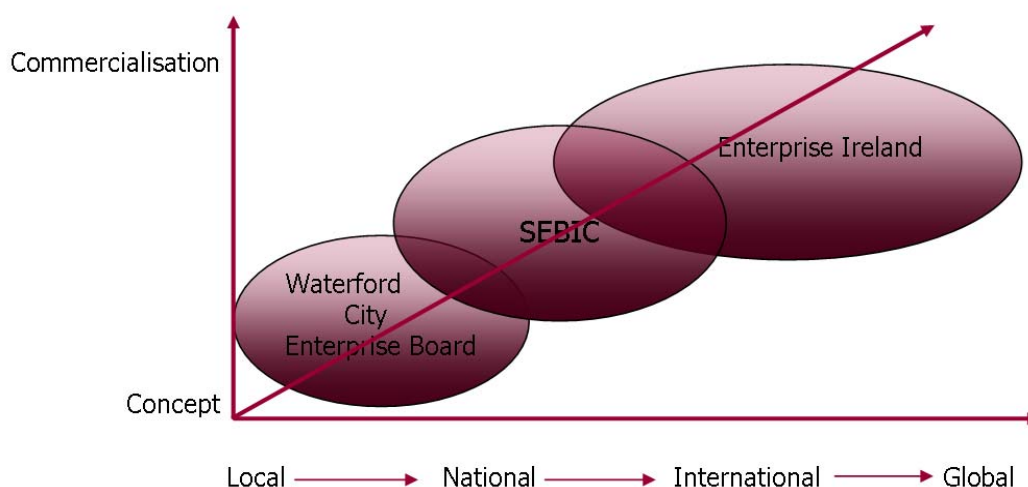 Commercialisation
Enterprise Ireland
SEBIC
Waterford
City
Enterprise Board
Concept
Local National International Global